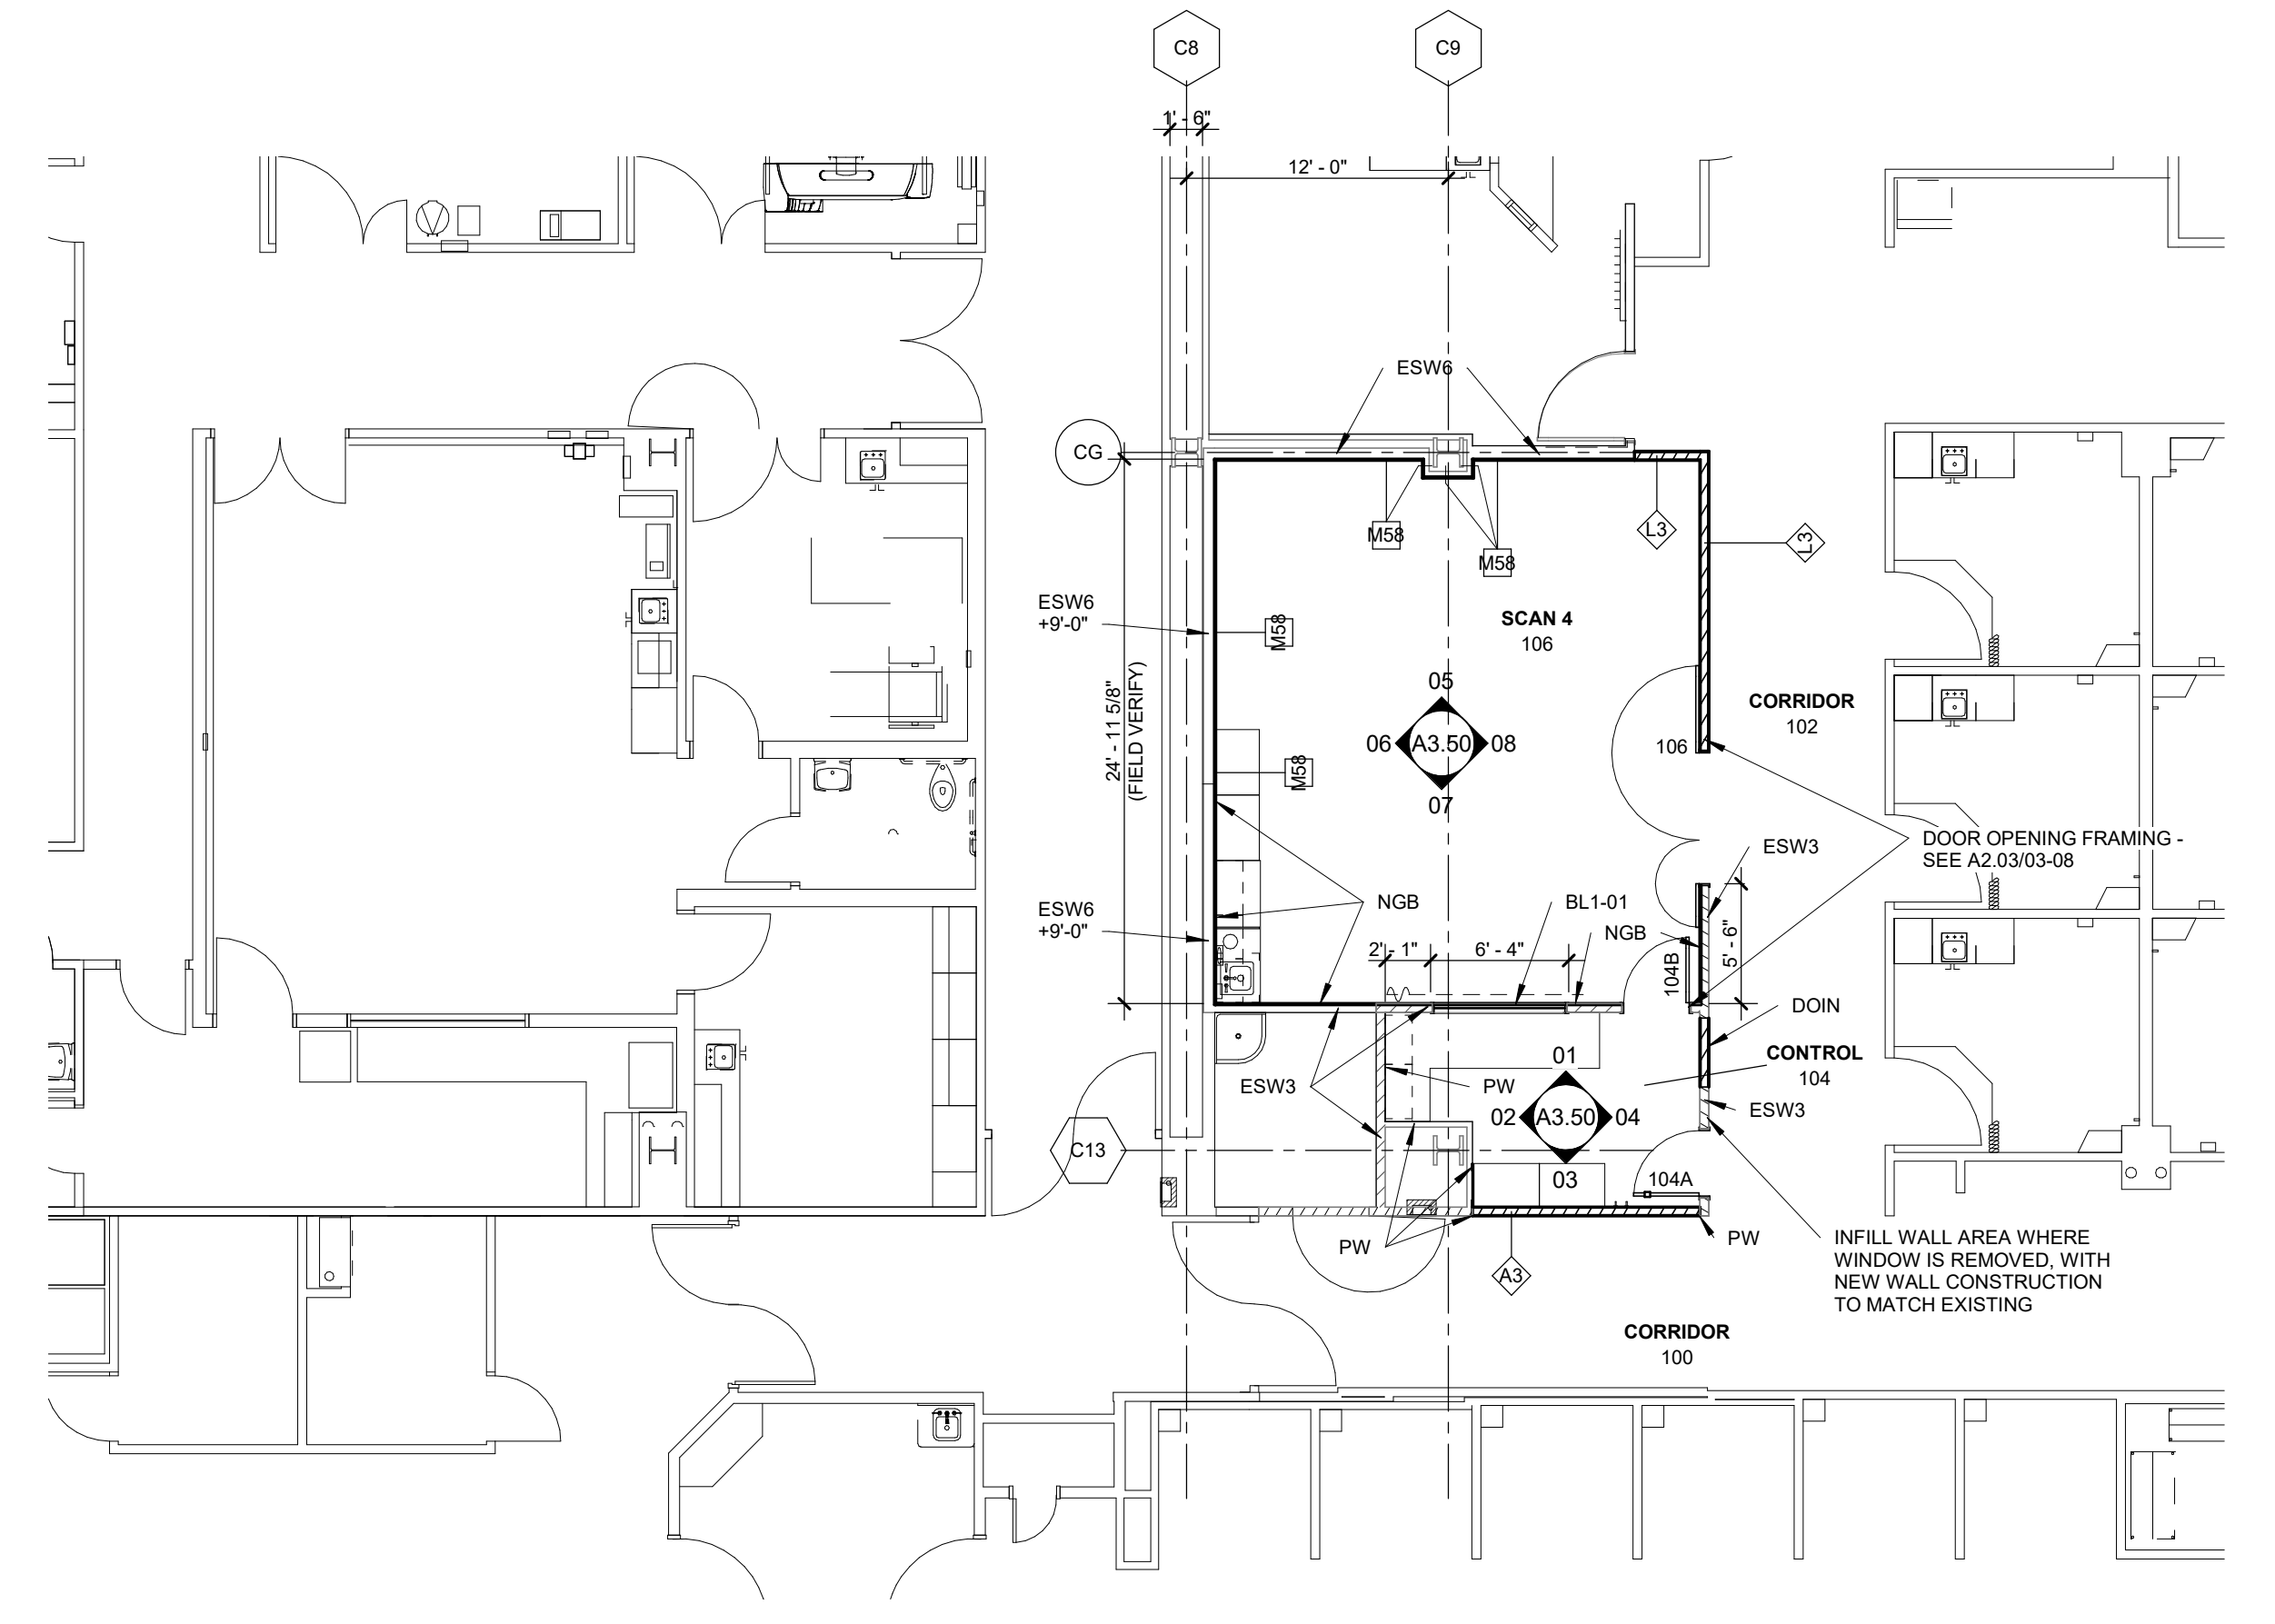 C8
C9
1' - 6"
12' - 0"
ESW6
CG
M58
M58
L3
L3
ESW6
+9'-0"
M58
SCAN 4
106
24' - 11 5/8"
(FIELD VERIFY)
05
06 A3.50 08
07
M58
CORRIDOR
102
106
DOOR OPENING FRAMING -
SEE A2.03/03-08
ESW3
ESW6
+9'-0"
NGB
BL1-01
NGB
2' - 1"
6' - 4"
5' - 6"
104B
DOIN
CONTROL
104
01
02 A3.50 04
03
ESW3
PW
ESW3
C13
104A
PW
A3
PW
INFILL WALL AREA WHERE
WINDOW IS REMOVED, WITH
NEW WALL CONSTRUCTION
TO MATCH EXISTING
CORRIDOR
100